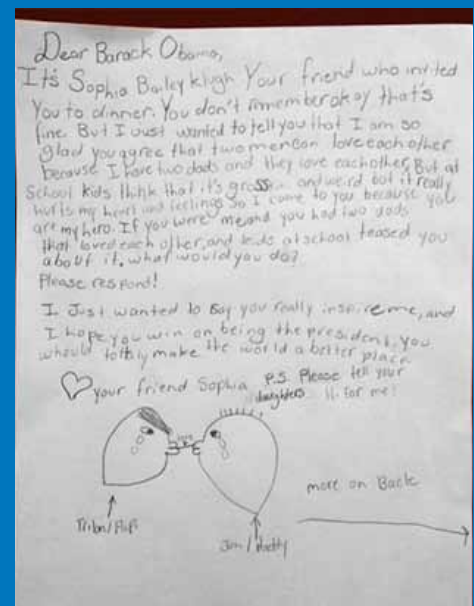 Dear Barack Obama,
It's Sophia Bailey Klugh Your friend who invited
You to dinner. You don't rmember okay that's
fine. But I Just wanted to tell you that I am so
glad you agree that two men can love each other
because I have two dads and they love each other. But at
School kids think that it's gross and weird but it really
hurts my heart and feelings. So I come to you because you
are my hero. If you were me and you had two dads
that loved each other, and kids at school teased you
about it, what would you do?
Please respond!
I Just wanted to say you really inspire me, and
I hope you win on being the president. You
whould totally make the world a better place.
your friend Sophia P.S. Please tell your
daughters Hi for me!
more on Back